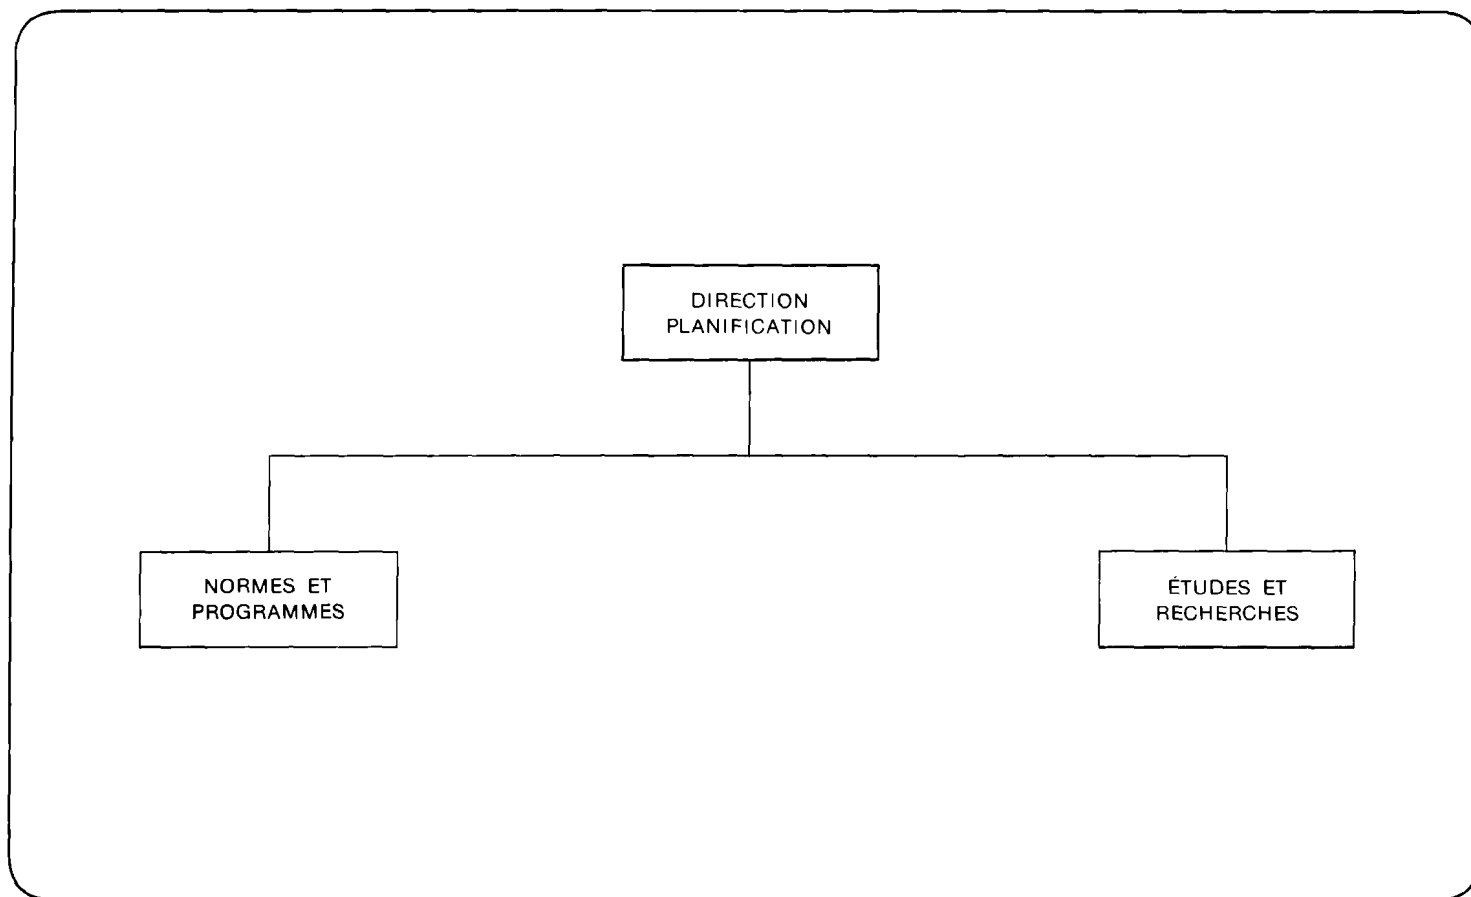 DIRECTION
PLANIFICATION
NORMES ET
PROGRAMMES
ÉTUDES ET
RECHERCHES